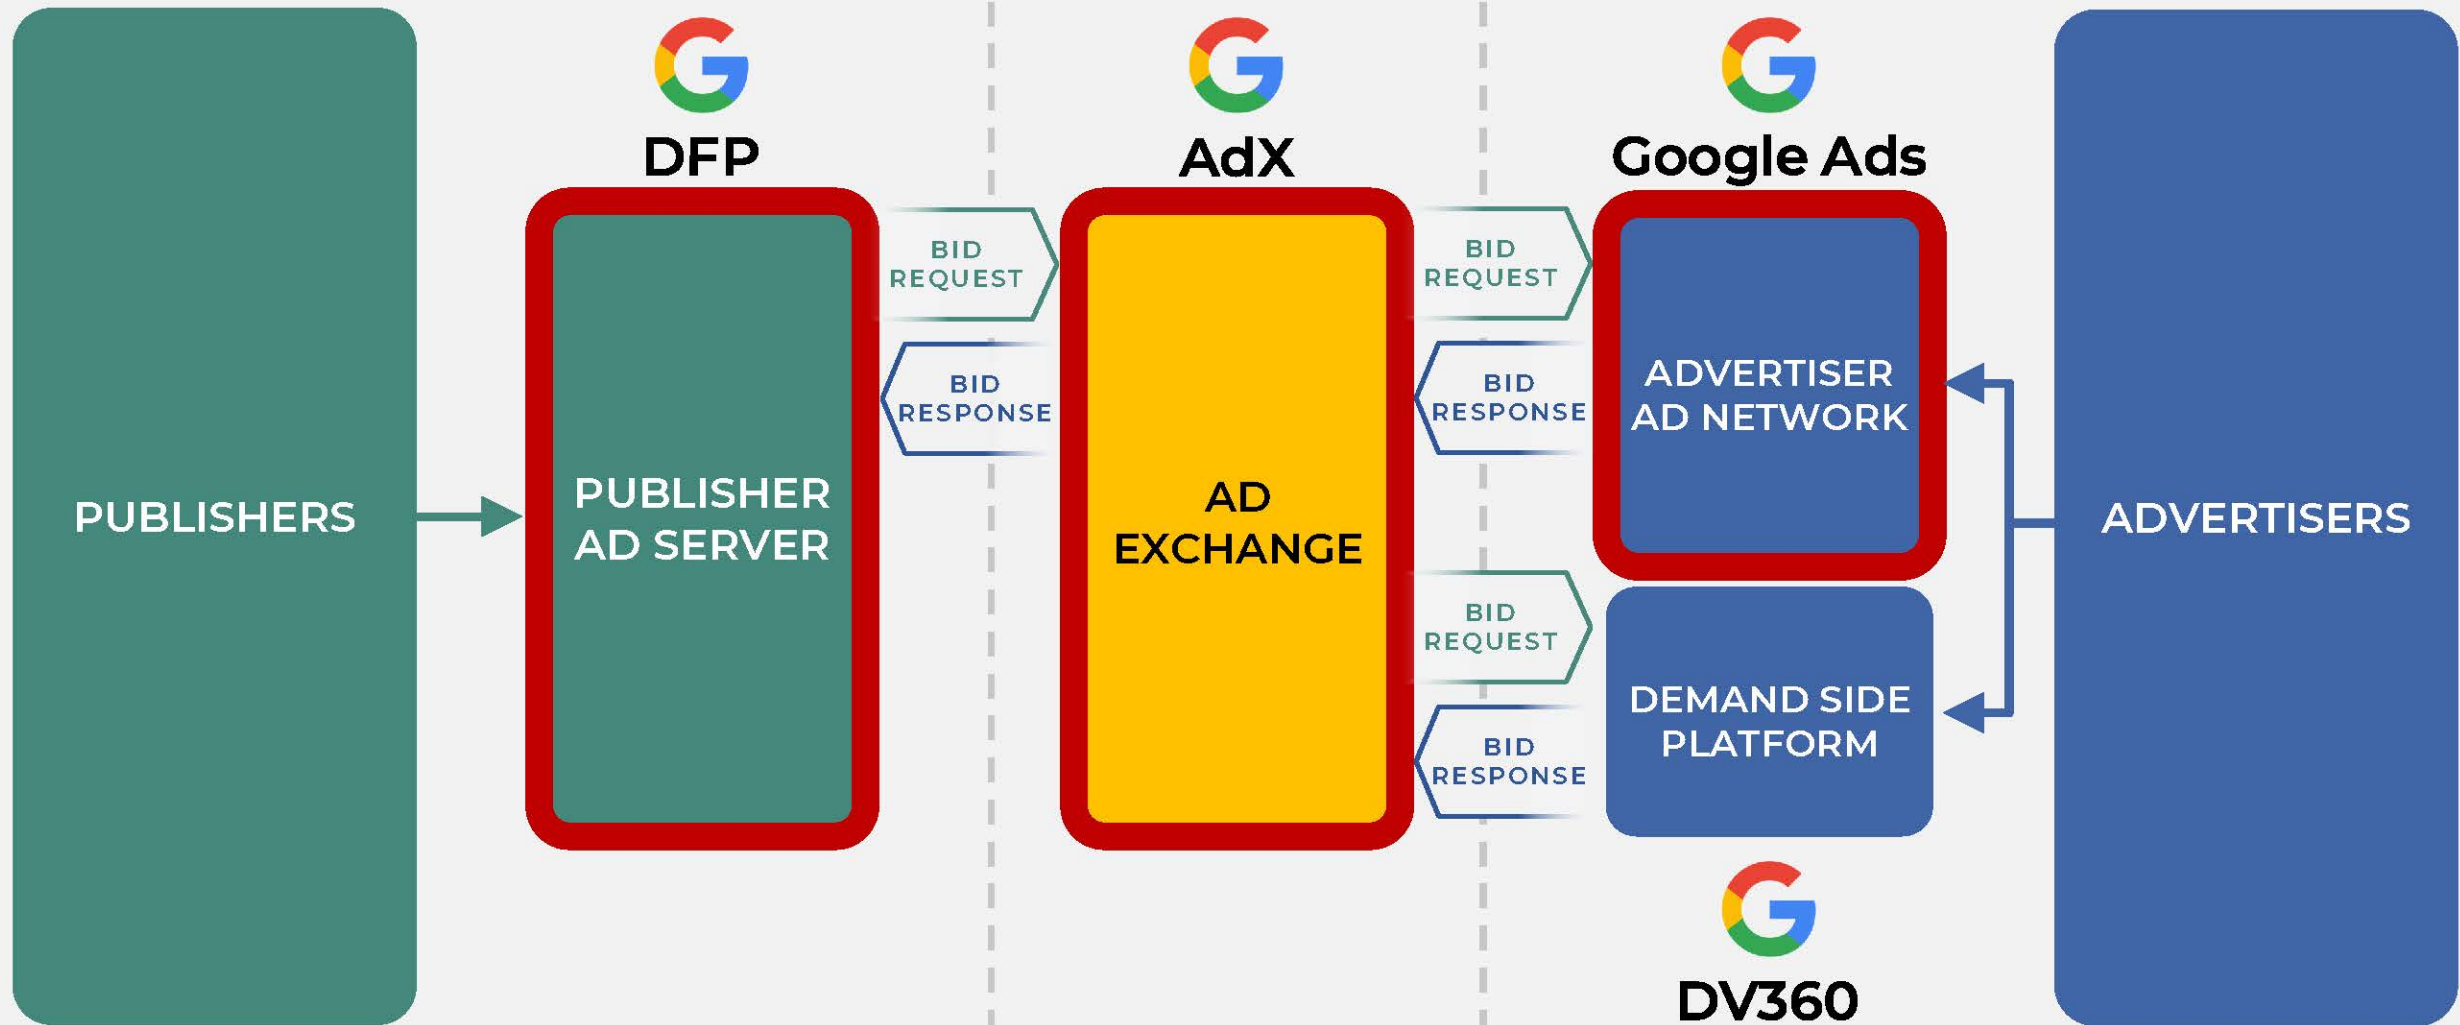 PUBLISHERS
DFP
PUBLISHER
AD SERVER
BID
REQUEST
BID
RESPONSE
AdX
AD
EXCHANGE
BID
REQUEST
BID
RESPONSE
BID
REQUEST
BID
RESPONSE
Google Ads
ADVERTISER
AD NETWORK
DEMAND SIDE
PLATFORM
DV360
ADVERTISERS